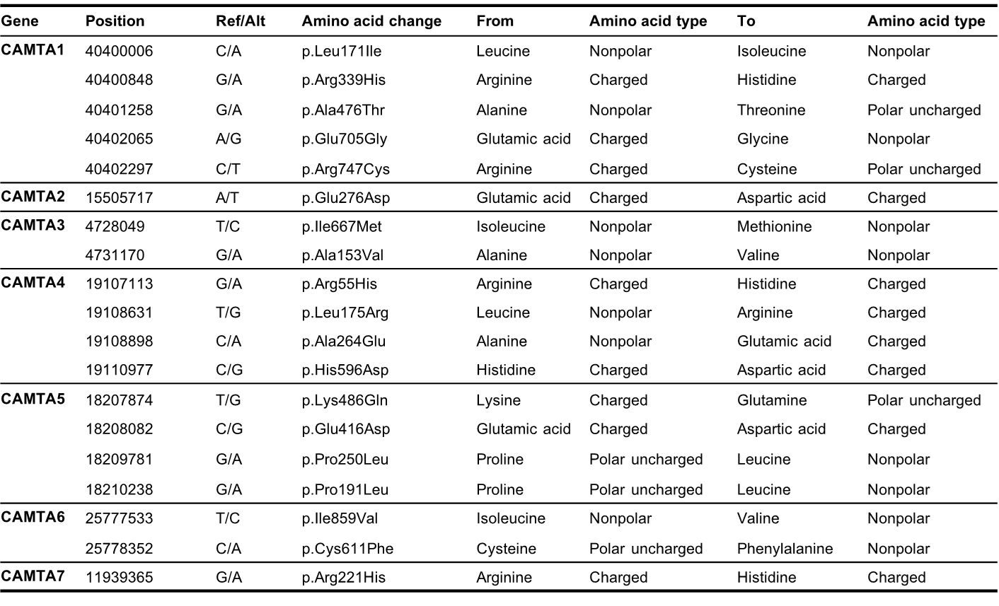 Gene Position Ref/Alt Amino acid change From Amino acid type To Amino acid type
CAMTA1 40400006 C/A p.Leu171Ile Leucine Nonpolar Isoleucine Nonpolar
40400848 G/A p.Arg339His Arginine Charged Histidine Charged
40401258 G/A p.Ala476Thr Alanine Nonpolar Threonine Polar uncharged
40402065 A/G p.Glu705Gly Glutamic acid Charged Glycine Nonpolar
40402297 C/T p.Arg747Cys Arginine Charged Cysteine Polar uncharged
CAMTA2 15505717 A/T p.Glu276Asp Glutamic acid Charged Aspartic acid Charged
CAMTA3 4728049 T/C p.Ile667Met Isoleucine Nonpolar Methionine Nonpolar
4731170 G/A p.Ala153Val Alanine Nonpolar Valine Nonpolar
CAMTA4 19107113 G/A p.Arg55His Arginine Charged Histidine Charged
19108631 T/G p.Leu175Arg Leucine Nonpolar Arginine Charged
19108898 C/A p.Ala264Glu Alanine Nonpolar Glutamic acid Charged
19110977 C/G p.His596Asp Histidine Charged Aspartic acid Charged
CAMTA5 18207874 T/G p.Lys486Gln Lysine Charged Glutamine Polar uncharged
18208082 C/G p.Glu416Asp Glutamic acid Charged Aspartic acid Charged
18209781 G/A p.Pro250Leu Proline Polar uncharged Leucine Nonpolar
18210238 G/A p.Pro191Leu Proline Polar uncharged Leucine Nonpolar
CAMTA6 25777533 T/C p.Ile859Val Isoleucine Nonpolar Valine Nonpolar
25778352 C/A p.Cys611Phe Cysteine Polar uncharged Phenylalanine Nonpolar
CAMTA7 11939365 G/A p.Arg221His Arginine Charged Histidine Charged